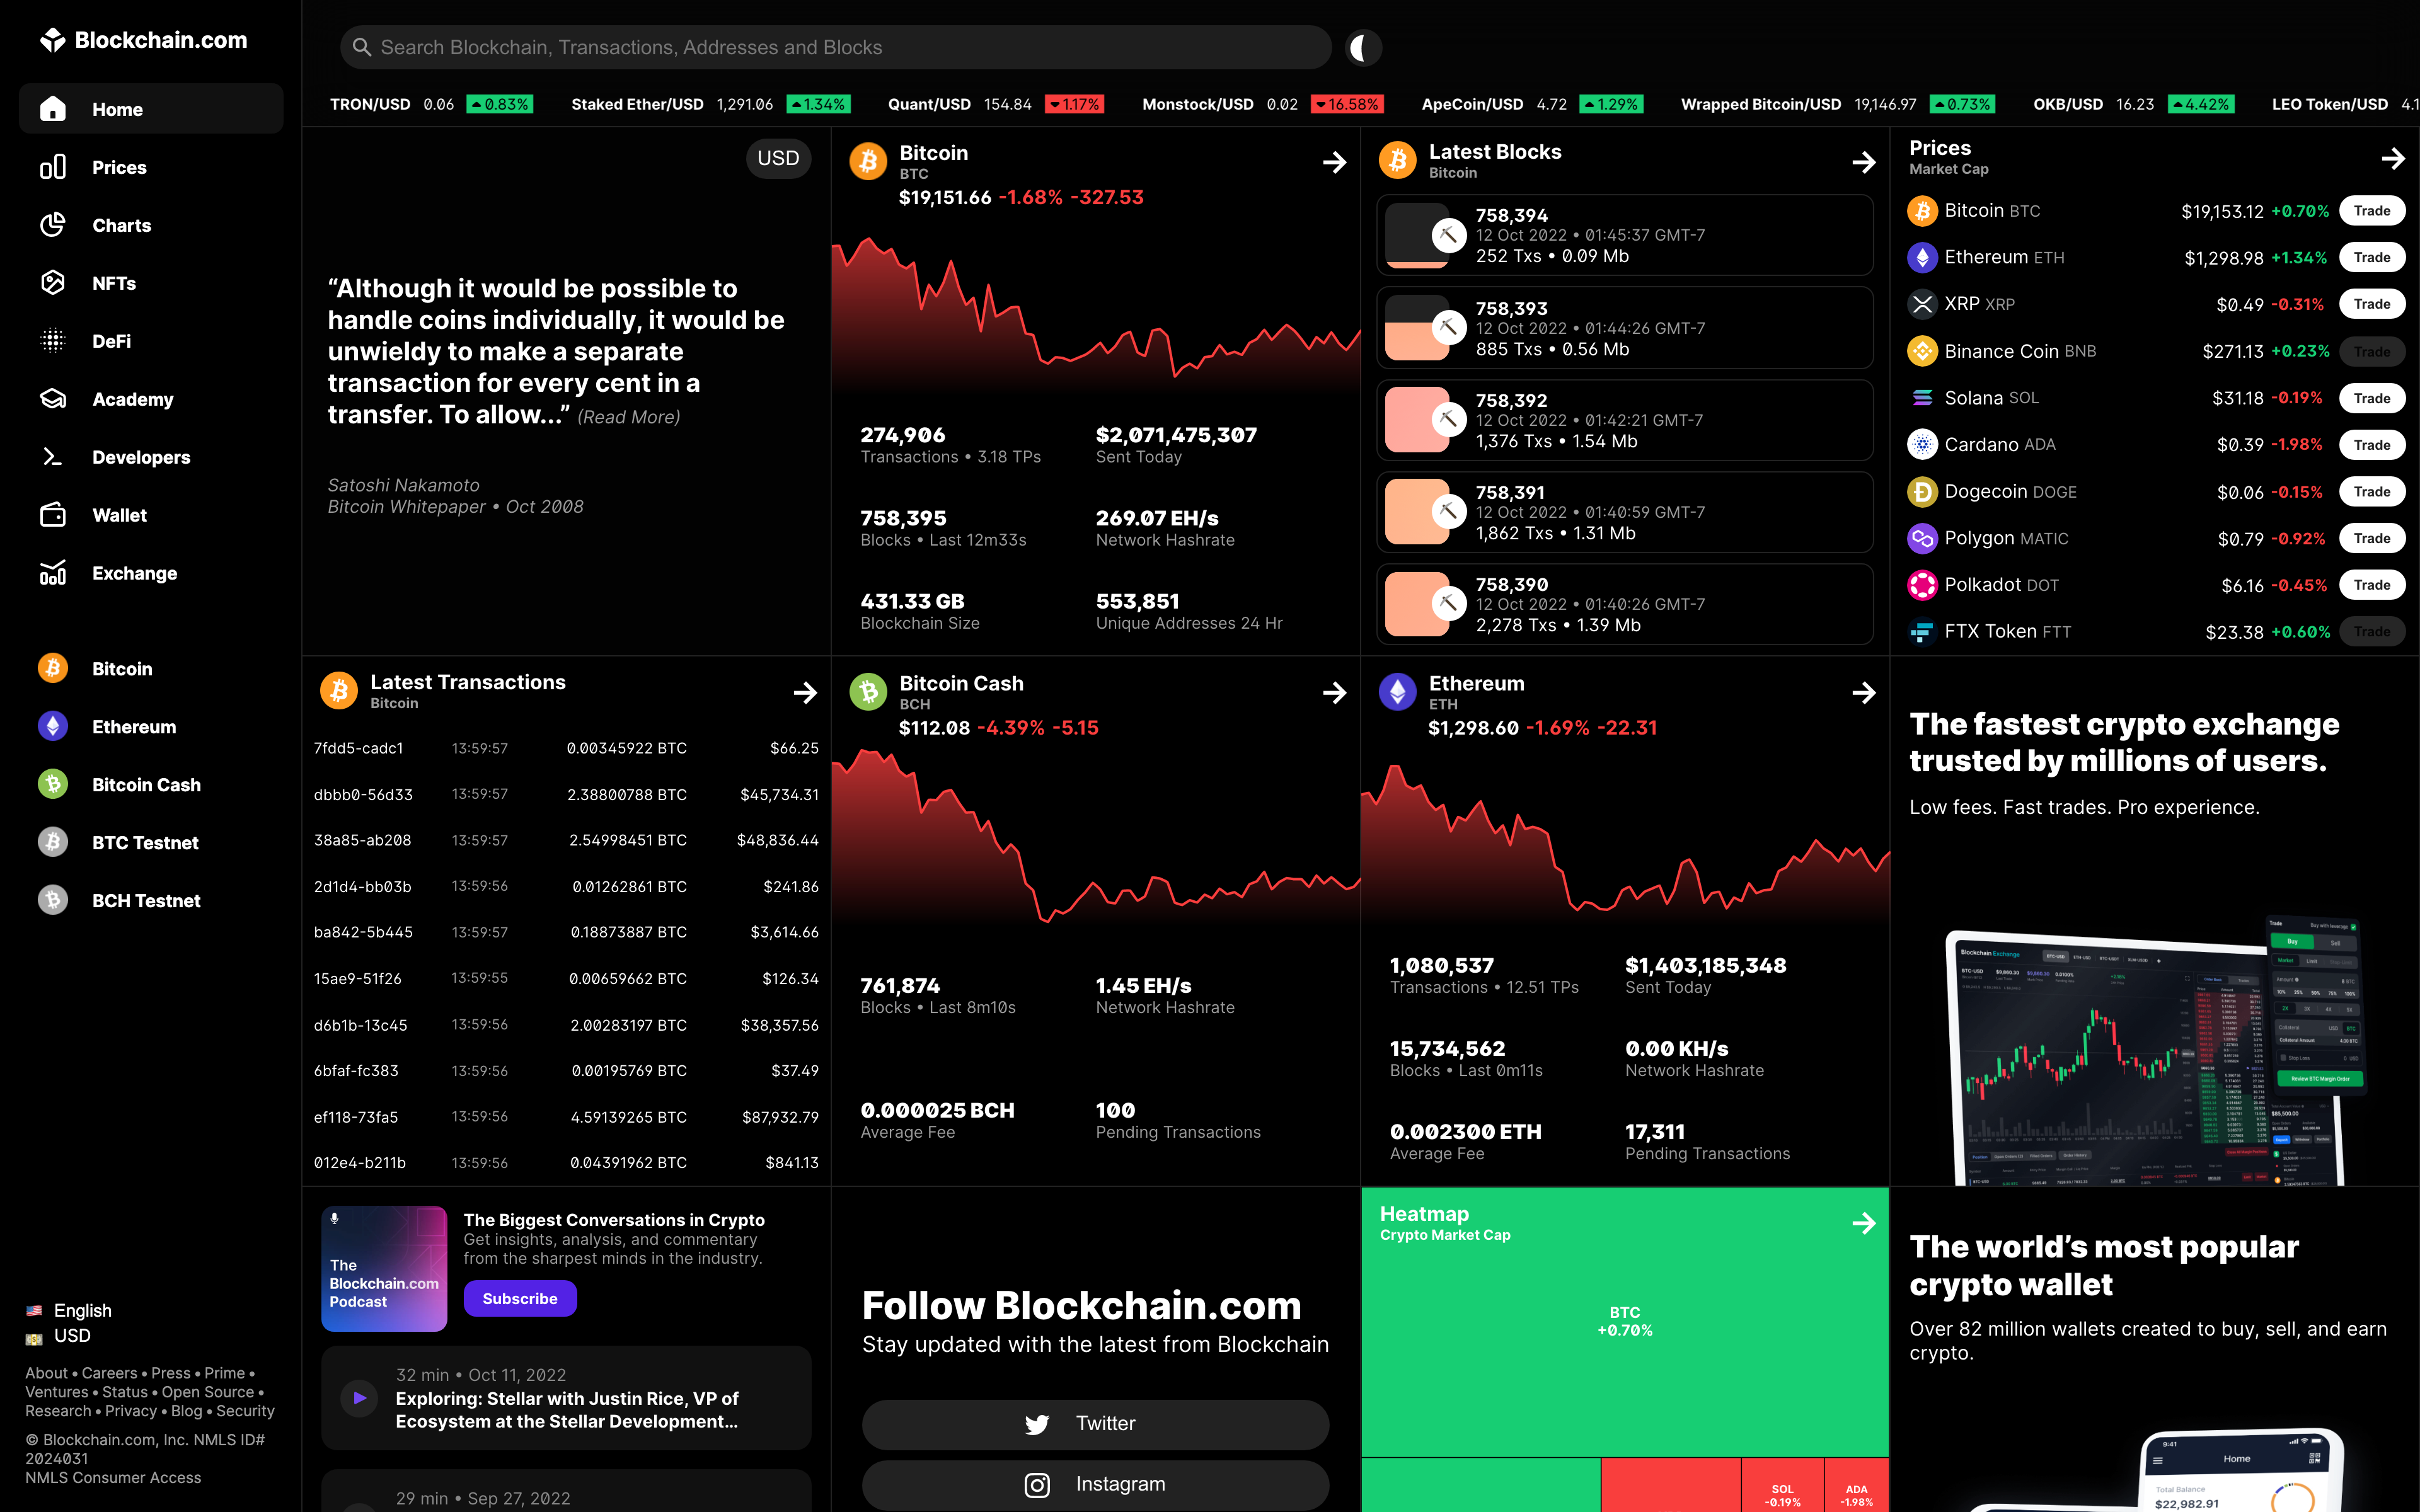 Blockchain.com
Home
Prices
Charts
NFTs
DeFi
Academy
Developers
Wallet
Exchange
Bitcoin
Ethereum
Bitcoin Cash
BTC Testnet
BCH Testnet
English
USD
About • Careers • Press • Prime •
Ventures • Status • Open Source •
Research • Privacy • Blog • Security
© Blockchain.com, Inc. NMLS ID#
2024031
NMLS Consumer Access
Search Blockchain, Transactions, Addresses and Blocks
TRON/USD 0.06 0.83% Staked Ether/USD 1,291.06 1.34% Quant/USD 154.84 1.17% Monstock/USD 0.02 16.58% ApeCoin/USD 4.72 1.29% Wrapped Bitcoin/USD 19,146.97 0.73% OKB/USD 16.23 4.42% LEO Token/USD 4.1
USD
“Although it would be possible to
handle coins individually, it would be
unwieldy to make a separate
transaction for every cent in a
transfer. To allow...” (Read More)
Satoshi Nakamoto
Bitcoin Whitepaper • Oct 2008
Bitcoin
BTC
$19,151.66 -1.68% -327.53
274,906
Transactions • 3.18 TPs
$2,071,475,307
Sent Today
758,395
Blocks • Last 12m33s
269.07 EH/s
Network Hashrate
431.33 GB
Blockchain Size
553,851
Unique Addresses 24 Hr
Latest Blocks
Bitcoin
758,394
12 Oct 2022 • 01:45:37 GMT-7
252 Txs • 0.09 Mb
758,393
12 Oct 2022 • 01:44:26 GMT-7
885 Txs • 0.56 Mb
758,392
12 Oct 2022 • 01:42:21 GMT-7
1,376 Txs • 1.54 Mb
758,391
12 Oct 2022 • 01:40:59 GMT-7
1,862 Txs • 1.31 Mb
758,390
12 Oct 2022 • 01:40:26 GMT-7
2,278 Txs • 1.39 Mb
Prices
Market Cap
Bitcoin BTC $19,153.12 +0.70% Trade
Ethereum ETH $1,298.98 +1.34% Trade
XRP XRP $0.49 -0.31% Trade
Binance Coin BNB $271.13 +0.23% Trade
Solana SOL $31.18 -0.19% Trade
Cardano ADA $0.39 -1.98% Trade
Dogecoin DOGE $0.06 -0.15% Trade
Polygon MATIC $0.79 -0.92% Trade
Polkadot DOT $6.16 -0.45% Trade
FTX Token FTT $23.38 +0.60% Trade
Latest Transactions
Bitcoin
7fdd5-cadc1 13:59:57 0.00345922 BTC $66.25
dbbb0-56d33 13:59:57 2.38800788 BTC $45,734.31
38a85-ab208 13:59:57 2.54998451 BTC $48,836.44
2d1d4-bb03b 13:59:56 0.01262861 BTC $241.86
ba842-5b445 13:59:57 0.18873887 BTC $3,614.66
15ae9-51f26 13:59:55 0.00659662 BTC $126.34
d6b1b-13c45 13:59:56 2.00283197 BTC $38,357.56
6bfaf-fc383 13:59:56 0.00195769 BTC $37.49
ef118-73fa5 13:59:56 4.59139265 BTC $87,932.79
012e4-b211b 13:59:56 0.04391962 BTC $841.13
Bitcoin Cash
BCH
$112.08 -4.39% -5.15
761,874
Blocks • Last 8m10s
1.45 EH/s
Network Hashrate
0.000025 BCH
Average Fee
100
Pending Transactions
Ethereum
ETH
$1,298.60 -1.69% -22.31
1,080,537
Transactions • 12.51 TPs
$1,403,185,348
Sent Today
15,734,562
Blocks • Last 0m11s
0.00 KH/s
Network Hashrate
0.002300 ETH
Average Fee
17,311
Pending Transactions
The fastest crypto exchange
trusted by millions of users.
Low fees. Fast trades. Pro experience.
Blockchain Exchange
Trade
Buy with leverage
Buy Sell
Market Limit
Review BTC Margin Order
The
Blockchain.com
Podcast
The Biggest Conversations in Crypto
Get insights, analysis, and commentary
from the sharpest minds in the industry.
Subscribe
32 min • Oct 11, 2022
Exploring: Stellar with Justin Rice, VP of
Ecosystem at the Stellar Development...
29 min • Sep 27, 2022
Follow Blockchain.com
Stay updated with the latest from Blockchain
Twitter
Instagram
Heatmap
Crypto Market Cap
BTC
+0.70%
SOL
-0.19%
ADA
-1.98%
The world’s most popular
crypto wallet
Over 82 million wallets created to buy, sell, and earn
crypto.
9:41
Home
Total Balance
$22,982.91